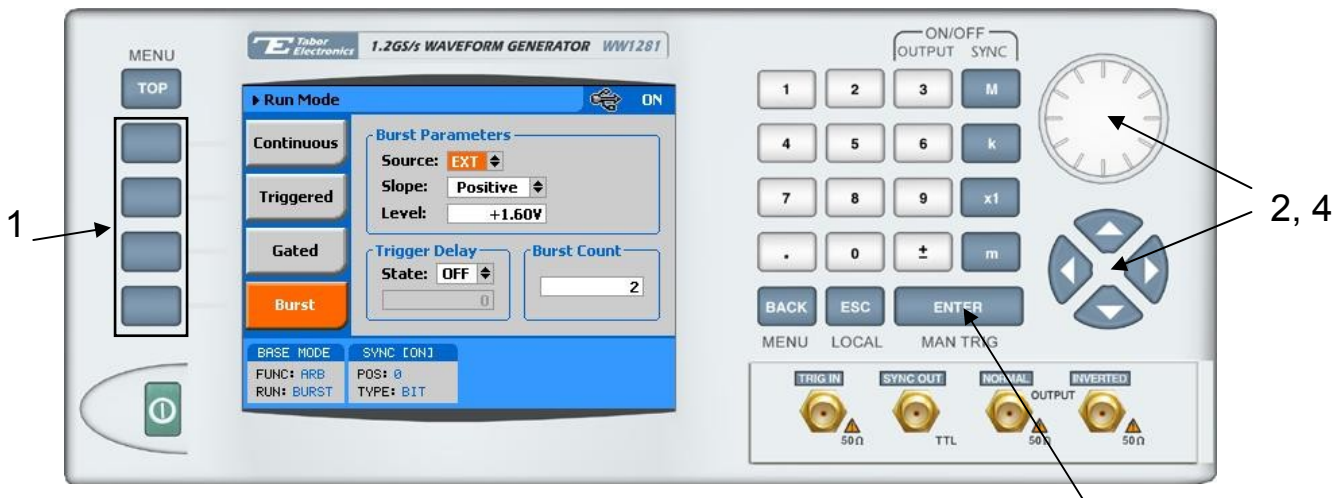 MENU
TOP
Tabor Electronics 1.2GS/s WAVEFORM GENERATOR WW1281
Run Mode ON
Continuous
Triggered
Gated
Burst
Burst Parameters
Source: EXT
Slope: Positive
Level: +1.60V
Trigger Delay
State: OFF
0
Burst Count
2
BASE MODE
FUNC: ARB
RUN: BURST
SYNC [ON]
POS: 0
TYPE: BIT
ON/OFF
OUTPUT SYNC
1 2 3 M
4 5 6 k
7 8 9 x1
. 0 ± m
BACK ESC ENTER
MENU LOCAL MAN TRIG
TRIG IN SYNC OUT NORMAL INVERTED
OUTPUT
50Ω TTL 50Ω 50Ω
1
2, 4